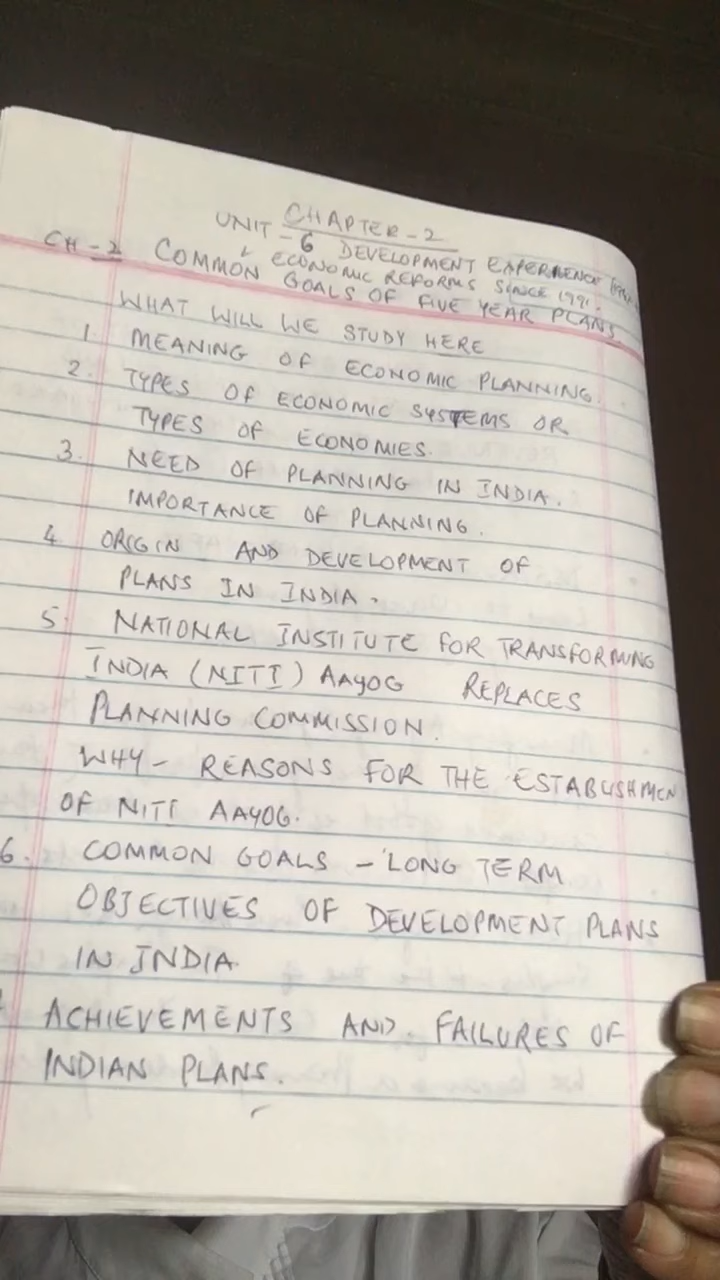 CHAPTER-2
UNIT -6 DEVELOPMENT EXPERIENCE
& ECONOMIC REFORMS SINCE 1991.
CH-2 COMMON GOALS OF FIVE YEAR PLANS
WHAT WILL WE STUDY HERE
1. MEANING OF ECONOMIC PLANNING.
2. TYPES OF ECONOMIC SYSTEMS OR
TYPES OF ECONOMIES.
3. NEED OF PLANNING IN INDIA.
IMPORTANCE OF PLANNING.
4 ORIGIN AND DEVELOPMENT OF
PLANS IN INDIA.
5. NATIONAL INSTITUTE FOR TRANSFORMING
INDIA (NITI) AAYOG REPLACES
PLANNING COMMISSION.
WHY - REASONS FOR THE ESTABLISHMEN
OF NITI AAYOG.
6. COMMON GOALS - LONG TERM
OBJECTIVES OF DEVELOPMENT PLANS
IN INDIA.
ACHIEVEMENTS AND FAILURES OF
INDIAN PLANS.